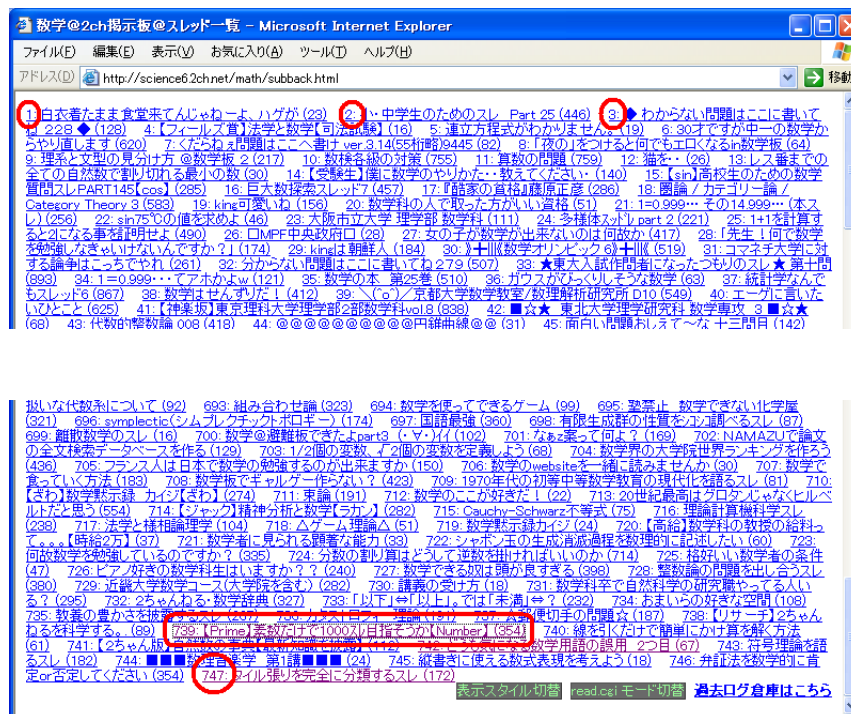 数学@2ch掲示板@スレッド一覧 - Microsoft Internet Explorer
ファイル(F) 編集(E) 表示(V) お気に入り(A) ツール(T) ヘルプ(H)
アドレス(D) http://science6.2ch.net/math/subback.html 移動
1: 白衣着たまま食堂来てんじゃねーよ、ハゲが (23) 2: 小・中学生のためのスレ Part 25 (446) 3: ◆ わからない問題はここに書いて
ね 228 ◆ (128) 4: 【フィールズ賞】法学と数学【司法試験】 (16) 5: 連立方程式がわかりません。 (19) 6: 30才ですが中一の数学か
らやり直します (620) 7: くだらねぇ問題はここへ書け ver.3.14(55桁略)9445 (82) 8: 「夜の」をつけると何でもエロくなるin数学板 (64)
9: 理系と文型の見分け方 @数学板 2 (217) 10: 数検各級の対策 (755) 11: 算数の問題 (759) 12: 猫を・・ (26) 13: レス番までの
全ての自然数で割り切れる最小の数 (30) 14: 【受験生】僕に数学のやりかた・・教えてください・ (140) 15: 【sin】高校生のための数学
質問スレPART145【cos】 (285) 16: 巨大数探索スレッド7 (457) 17: 『酷家の資格』藤原正彦 (286) 18: 圏論 / カテゴリー論 /
Category Theory 3 (583) 19: king可愛いね (156) 20: 数学科の人で取った方がいい資格 (51) 21: 1=0.999… その14.999… (本ス
レ) (256) 22: sin75℃の値を求めよ (46) 23: 大阪市立大学 理学部 数学科 (111) 24: 多様体スッドレ part 2 (221) 25: 1+1を計算す
ると2になる事を証明せよ (490) 26: 口MPF中央政府口 (28) 27: 女の子が数学が出来ないのは何故か (417) 28: 「先生！何で数学
を勉強しなきゃいけないんですか？」 (174) 29: kingは朝鮮人 (184) 30: 》╋∥《数学オリンピック 6》╋∥《 (519) 31: コマネチ大学に対
する論争はこっちでやれ (261) 32: 分からない問題はここに書いてね279 (507) 33: ★東大入試作問者になったつもりのスレ★ 第十問
(893) 34: 1＝0.999・・・でアホかよw (121) 35: 数学の本 第25巻 (510) 36: ガウスがびっくりしそうな数学 (63) 37: 統計学なんで
もスレッド6 (867) 38: 数学はせんずりだ！ (412) 39: ＼(^o^)／京都大学数学教室/数理解析研究所 D10 (549) 40: エーグに言いた
いひとこと (625) 41: 【神楽坂】東京理科大学理学部2部数学科vol.8 (838) 42: ■☆★ 東北大学理学研究科 数学専攻 3 ■☆★
(68) 43: 代数的整数論 008 (418) 44: @@@@@@@@@@円錐曲線@@ (31) 45: 面白い問題おしえて～な 十三問目 (142)
扱いな代数系について (92) 693: 組み合わせ論 (323) 694: 数学を使ってできるゲーム (99) 695: 塾禁止 数学できない化学屋
(321) 696: symplectic(シムプレクチックトポロギー) (174) 697: 国語最強 (360) 698: 有限生成群の性質をシコシコ調べるスレ (87)
699: 離散数学のスレ (16) 700: 数学@避難板できたよpart3 (・∀・)イイ (102) 701: なぁz案って何よ？ (169) 702: NAMAZUで論文
の全文検索データベースを作る (129) 703: 1/2個の変数、√2個の変数を定義しよう (68) 704: 数学界の大学院世界ランキングを作ろう
(436) 705: フランス人は日本で数学の勉強するのが出来ますか (150) 706: 数学のwebsiteを一緒に読みませんか (30) 707: 数学で
食っていく方法 (183) 708: 数学板でギャルゲー作らない？ (423) 709: 1970年代の初等中等数学教育の現代化を語るスレ (81) 710:
【ざわ】数学黙示録 カイジ【ざわ】 (274) 711: 束論 (191) 712: 数学のここが好きだ！ (22) 713: 20世紀最高はグロタンじゃなくヒルベ
ルトだと思う (554) 714: 【ジャック】精神分析と数学【ラカン】 (282) 715: Cauchy-Schwarz不等式 (75) 716: 理論計算機科学スレ
(238) 717: 法学と様相論理学 (104) 718: △ゲーム理論△ (51) 719: 数学黙示録カイジ (24) 720: 【高給】数学科の教授の給料っ
て。。。【時給2万】 (37) 721: 数学者に見られる顕著な能力 (33) 722: シャボン玉の生成消滅過程を数理的に記述したい (60) 723:
何故数学を勉強しているのですか？ (335) 724: 分数の割り算はどうして逆数を掛ければいいのか (714) 725: 格好いい数学者の条件
(47) 726: ピアノ好きの数学科生はいますか？？ (240) 727: 数学できる奴は頭が良すぎる (398) 728: 整数論の問題を出し合うスレ
(380) 729: 近畿大学数学コース(大学院を含む) (282) 730: 講義の受け方 (18) 731: 数学科卒で自然科学の研究職やってる人い
る？ (295) 732: 2ちゃんねる・数学辞典 (327) 733: 「以下」⇔「以上」、では「未満」⇔？ (232) 734: おまいらの好きな空間 (108)
735: 教養の豊かさを披露するスレ (267) 理論 (191) 737: 郵便切手の問題☆ (187) 738: 【リサーチ】2ちゃん
ねるを科学する。 (89) 739: 【Prime】素数だけで1000スレ目指そうか【Number】 (354) 740: 線を引くだけで簡単にかけ算を解く方法
(61) 741: 【2ちゃん版】 (112) 数学用語の誤用 2つ目 (67) 743: 符号理論を語
るスレ (182) 744: ■■■数理音楽学 第1講■■■ (24) 745: 縦書きに使える数式表現を考えよう (18) 746: 弁証法を数学的に肯
定or否定してください (354) 747: タイル張りを完全に分類するスレ (172)
表示スタイル切替 read.cgi モード切替 過去ログ倉庫はこちら